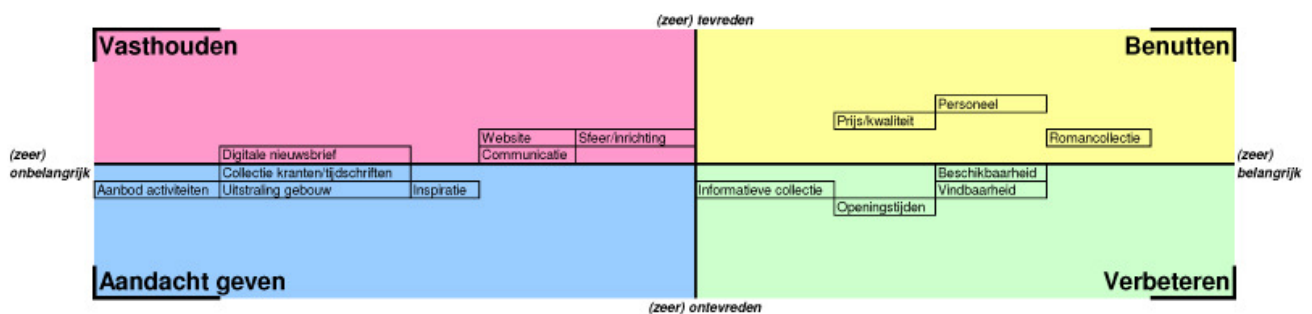 (zeer) tevreden
Vasthouden
Benutten
Personeel
Prijs/kwaliteit
Website
Sfeer/inrichting
Romancollectie
Digitale nieuwsbrief
Communicatie
(zeer)
onbelangrijk
(zeer)
belangrijk
Collectie kranten/tijdschriften
Beschikbaarheid
Aanbod activiteiten
Uitstraling gebouw
Inspiratie
Informatieve collectie
Vindbaarheid
Openingstijden
Aandacht geven
Verbeteren
(zeer) ontevreden